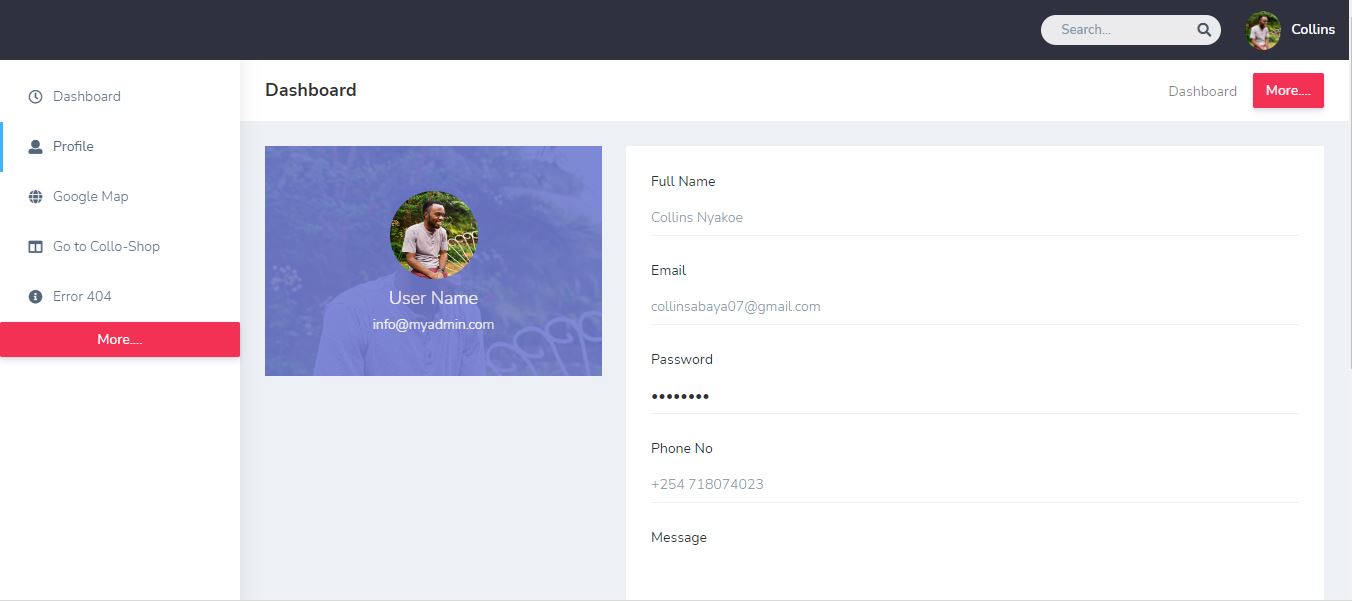 Search...
Collins
Dashboard
Profile
Google Map
Go to Collo-Shop
Error 404
More....
Dashboard
Dashboard
More....
User Name
info@myadmin.com
Full Name
Collins Nyakoe
Email
collinsabaya07@gmail.com
Password
••••••••
Phone No
+254 718074023
Message